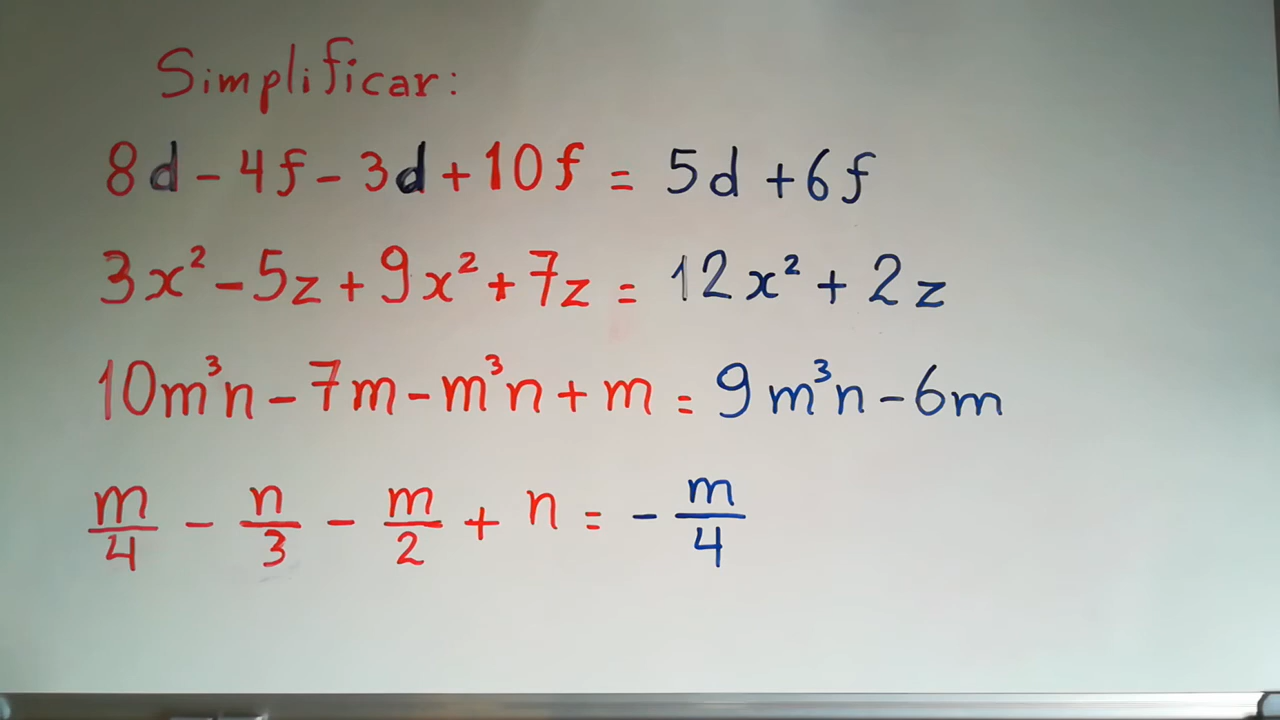 Simplificar:
8d - 4f - 3d + 10f = 5d + 6f
3x² - 5z + 9x² + 7z = 12x² + 2z
10m³n - 7m - m³n + m = 9m³n - 6m
m/4 - n/3 - m/2 + n = - m/4